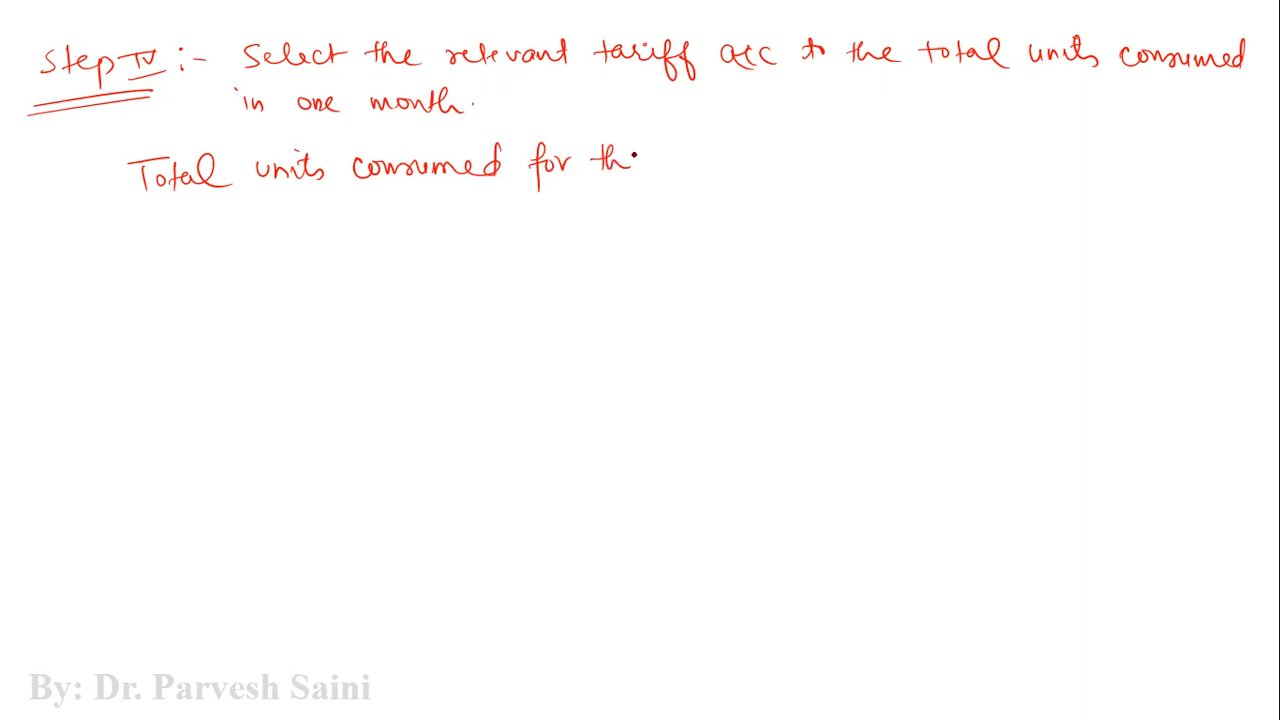 Step IV :- Select the relevant tariff acc to the total units consumed
in one month.
Total units consumed for th
By: Dr. Parvesh Saini